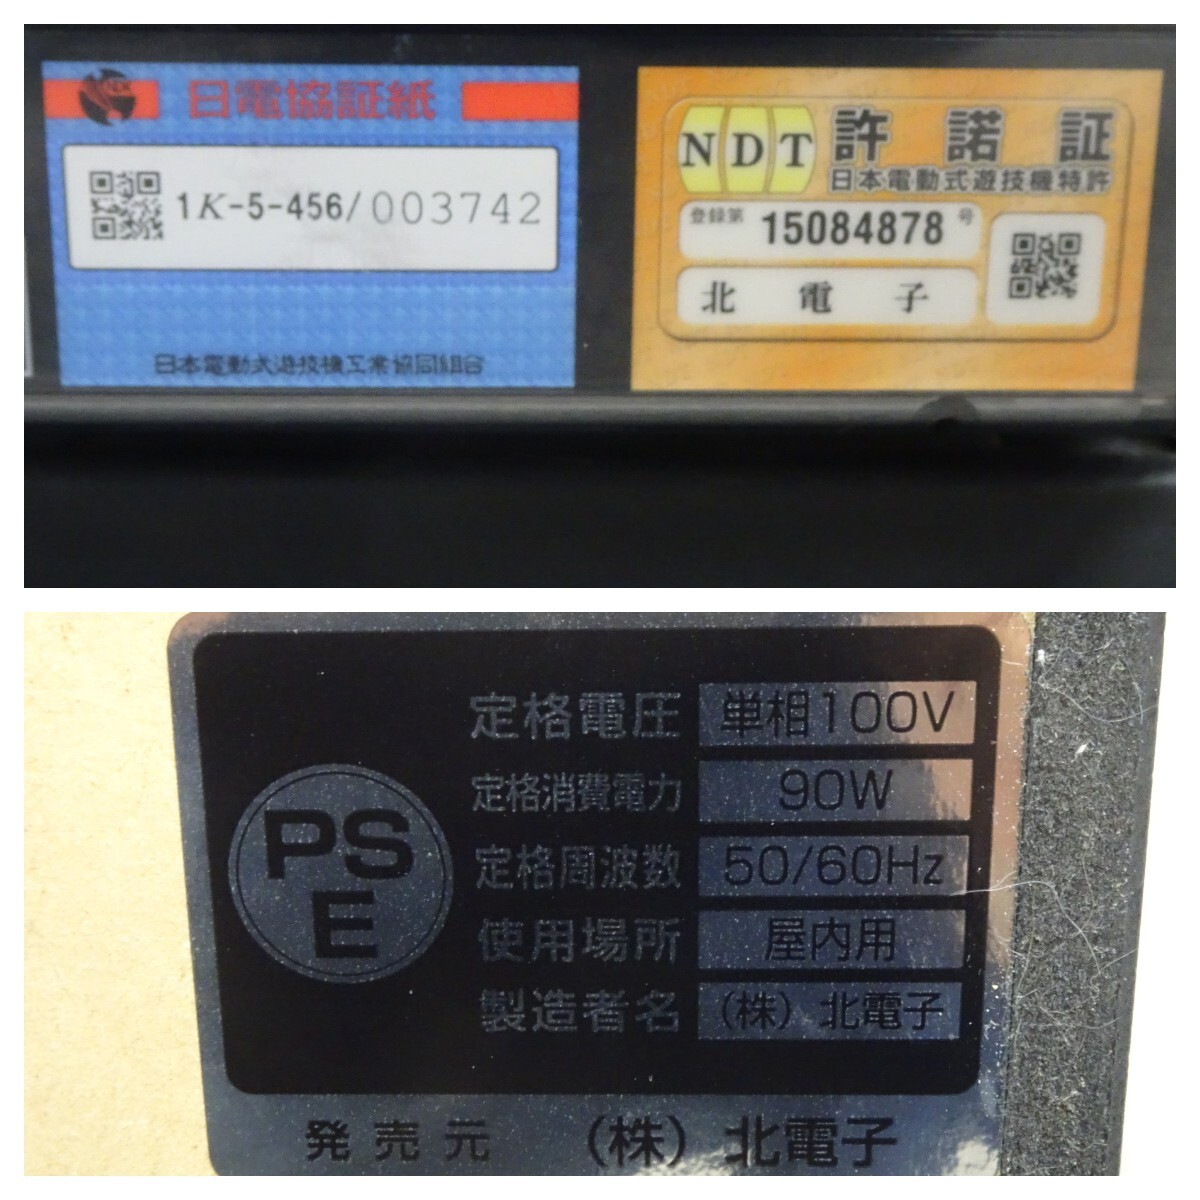 日電協証紙
1K-5-456/003742
日本電動式遊技機工業協同組合
NDT 許諾証
日本電動式遊技機特許
登録第 15084878 号
北電子
PSE
定格電圧 単相100V
定格消費電力 90W
定格周波数 50/60Hz
使用場所 屋内用
製造者名 (株) 北電子
発売元 (株) 北電子